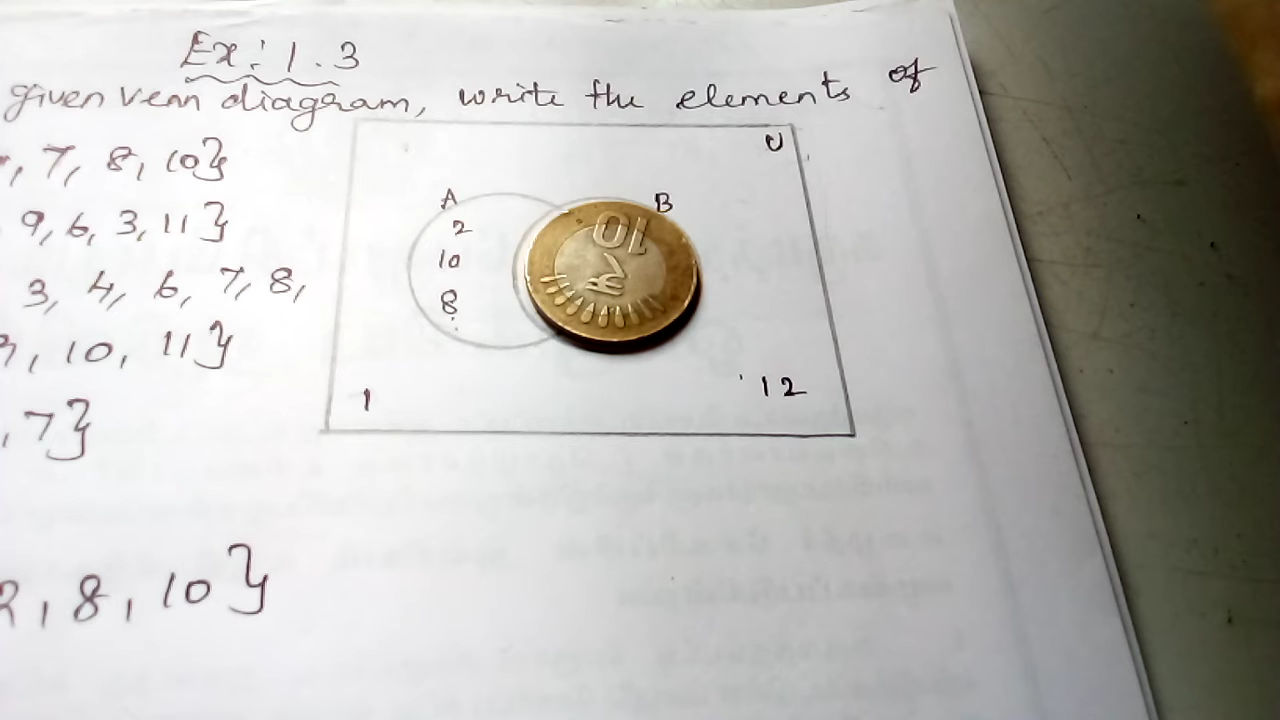 Ex: 1.3
given venn diagram, write the elements of
, 7, 8, 10}
9, 6, 3, 11}
3, 4, 6, 7, 8,
, 10, 11}
, 7}
, 8, 10}
U
A
B
2
10
8
1
12
10
₹